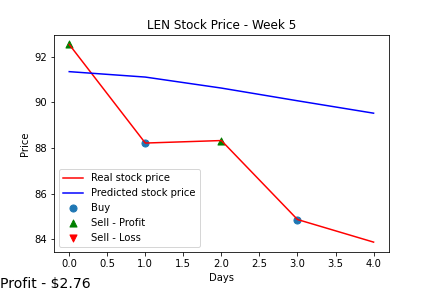 LEN Stock Price - Week 5
92
90
88
86
84
Price
Real stock price
Predicted stock price
Buy
Sell - Profit
Sell - Loss
0.0 0.5 1.0 1.5 2.0 2.5 3.0 3.5 4.0
Days
Profit - $2.76